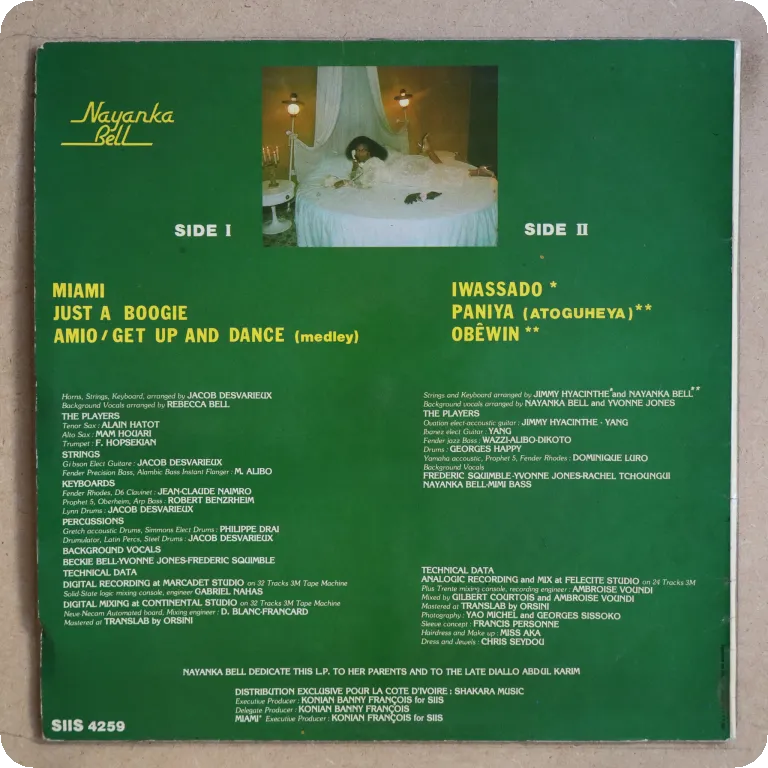 Nayanka
Bell
SIDE I
SIDE II
MIAMI
JUST A BOOGIE
AMIO / GET UP AND DANCE (medley)
IWASSADO *
PANIYA (ATOGUHEYA) **
OBÊWIN **
Horns, Strings, Keyboard, arranged by JACOB DESVARIEUX
Background Vocals arranged by REBECCA BELL
THE PLAYERS
Tenor Sax : ALAIN HATOT
Alto Sax : MAM HOUARI
Trumpet : F. HOPSEKIAN
STRINGS
Gibson Elect Guitare : JACOB DESVARIEUX
Fender Precision Bass, Alambic Bass Instant Flanger : M. ALIBO
KEYBOARDS
Fender Rhodes, D6 Clavinet : JEAN-CLAUDE NAIMRO
Prophet 5, Oberheim, Arp Bass : ROBERT BENZRHEIM
Lynn Drums : JACOB DESVARIEUX
PERCUSSIONS
Gretch accoustic Drums, Simmons Elect Drums : PHILIPPE DRAI
Drumulator, Latin Percs, Steel Drums : JACOB DESVARIEUX
BACKGROUND VOCALS
BECKIE BELL-YVONNE JONES-FREDERIC SQUIMBLE
TECHNICAL DATA
DIGITAL RECORDING at MARCADET STUDIO on 32 Tracks 3M Tape Machine
Solid-State logic mixing console, engineer GABRIEL NAHAS
DIGITAL MIXING at CONTINENTAL STUDIO on 32 Tracks 3M Tape Machine
Neve Necam Automated board, Mixing engineer : D. BLANC-FRANCARD
Mastered at TRANSLAB by ORSINI
Strings and Keyboard arranged by JIMMY HYACINTHE* and NAYANKA BELL**
Background vocals arranged by NAYANKA BELL and YVONNE JONES
THE PLAYERS
Ovation elect-accoustic guitar : JIMMY HYACINTHE - YANG
Ibanez elect Guitar : YANG
Fender jazz Bass : WAZZI-ALIBO-DIKOTO
Drums : GEORGES HAPPY
Yamaha accoustic, Prophet 5, Fender Rhodes : DOMINIQUE LURO
Background Vocals
FREDERIC SQUIMBLE-YVONNE JONES-RACHEL TCHOUNGUI
NAYANKA BELL-MIMI BASS
TECHNICAL DATA
ANALOGIC RECORDING and MIX at FELECITE STUDIO on 24 Tracks 3M
Plus Trente mixing console, recording engineer : AMBROISE VOUNDI
Mixed by GILBERT COURTOIS and AMBROISE VOUNDI
Mastered at TRANSLAB by ORSINI
Photography : YAO MICHEL and GEORGES SISSOKO
Sleeve concept : FRANCIS PERSONNE
Hairdress and Make up : MISS AKA
Dress and Jewels : CHRIS SEYDOU
NAYANKA BELL DEDICATE THIS L.P. TO HER PARENTS AND TO THE LATE DIALLO ABDUL KARIM
DISTRIBUTION EXCLUSIVE POUR LA COTE D'IVOIRE : SHAKARA MUSIC
Executive Producer : KONIAN BANNY FRANÇOIS for SIIS
Delegate Producer : KONIAN BANNY FRANÇOIS
MIAMI* Executive Producer : KONIAN FRANÇOIS for SIIS
SIIS 4259